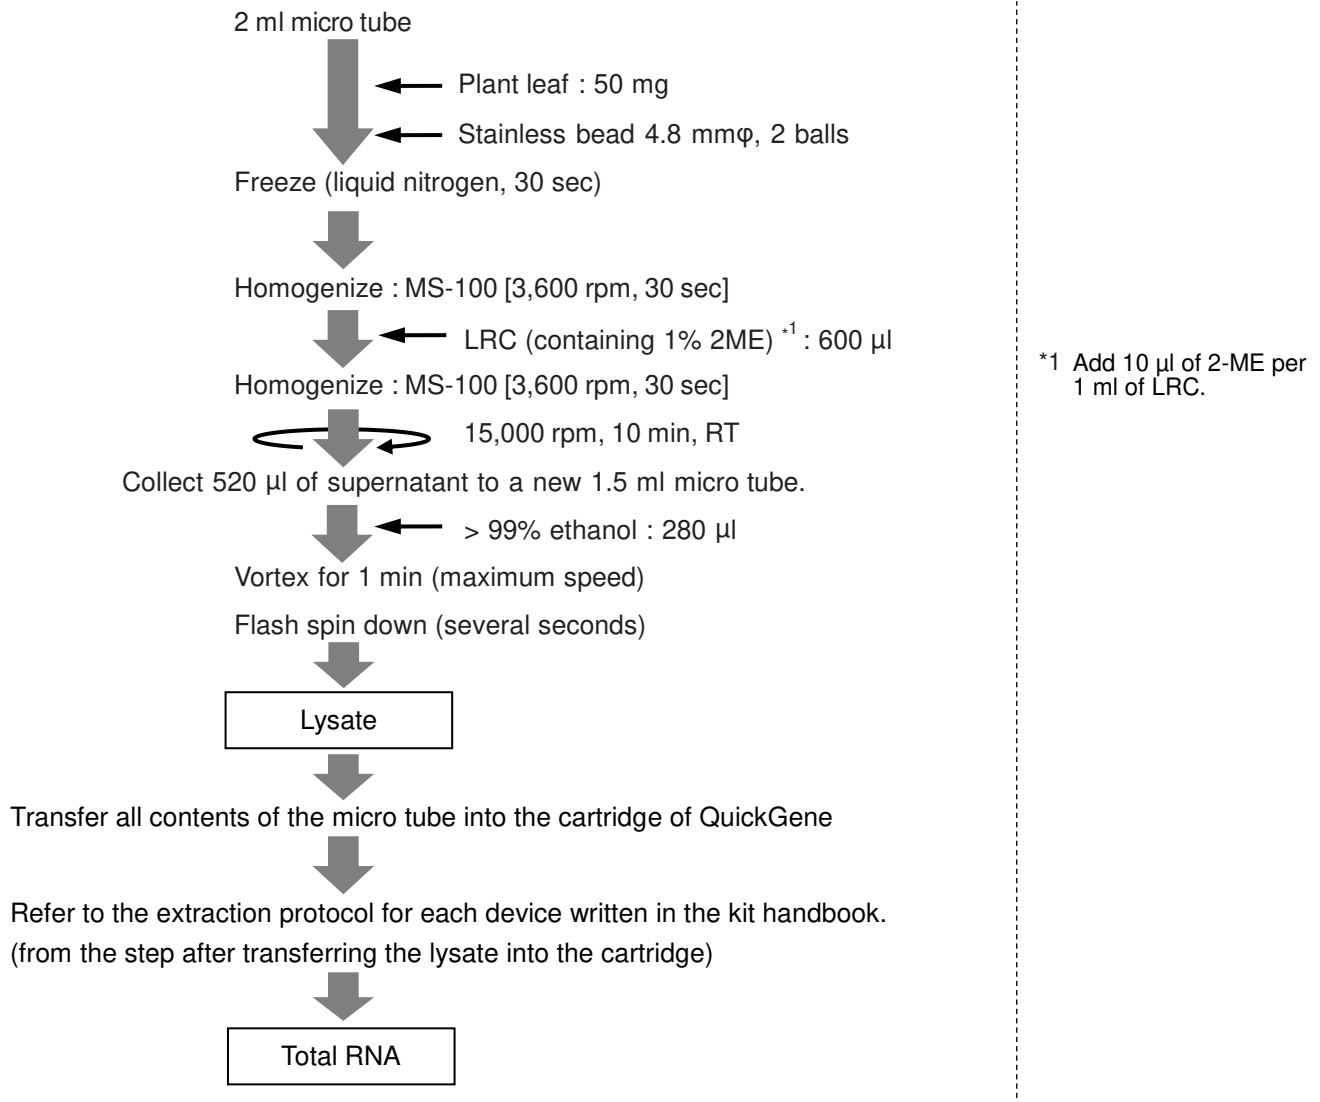 2 ml micro tube
Plant leaf : 50 mg
Stainless bead 4.8 mmφ, 2 balls
Freeze (liquid nitrogen, 30 sec)
Homogenize : MS-100 [3,600 rpm, 30 sec]
LRC (containing 1% 2ME) *1 : 600 μl
*1 Add 10 μl of 2-ME per
1 ml of LRC.
Homogenize : MS-100 [3,600 rpm, 30 sec]
15,000 rpm, 10 min, RT
Collect 520 μl of supernatant to a new 1.5 ml micro tube.
> 99% ethanol : 280 μl
Vortex for 1 min (maximum speed)
Flash spin down (several seconds)
Lysate
Transfer all contents of the micro tube into the cartridge of QuickGene
Refer to the extraction protocol for each device written in the kit handbook.
(from the step after transferring the lysate into the cartridge)
Total RNA